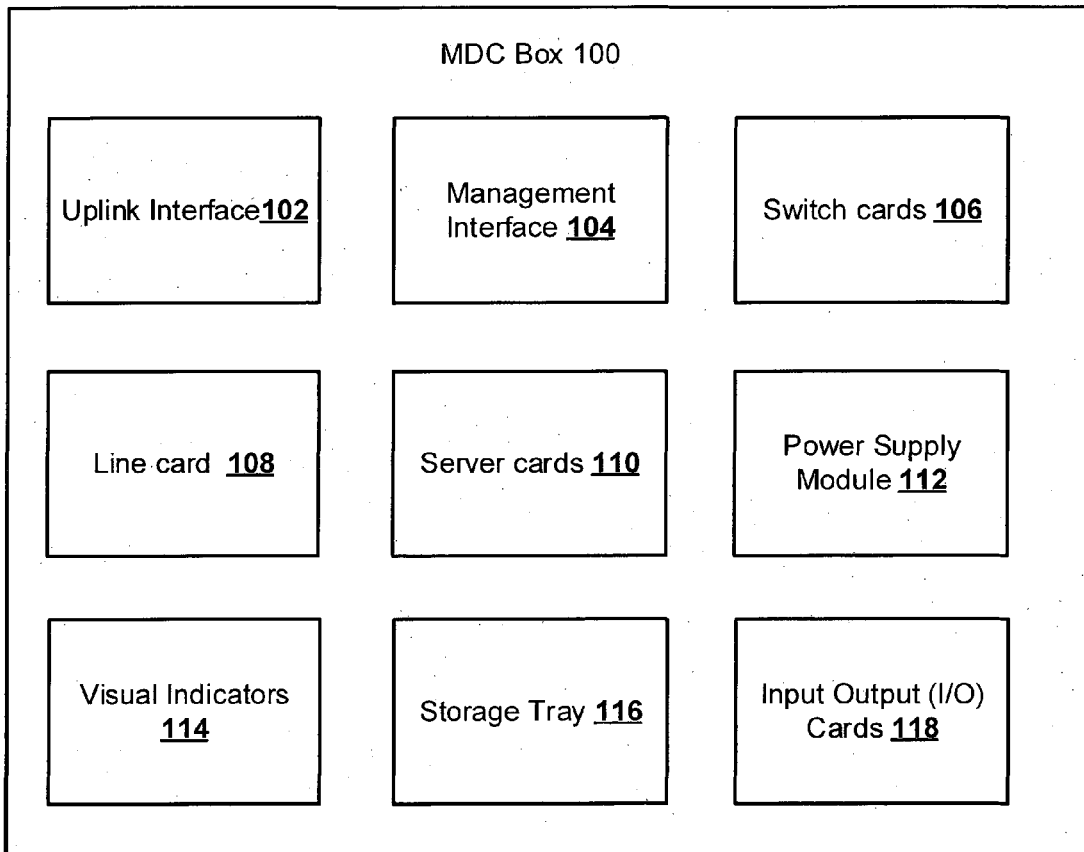 MDC Box 100
Uplink Interface102
Management
Interface 104
Switch cards 106
Line card 108
Server cards 110
Power Supply
Module 112
Visual Indicators
114
Storage Tray 116
Input Output (I/O)
Cards 118